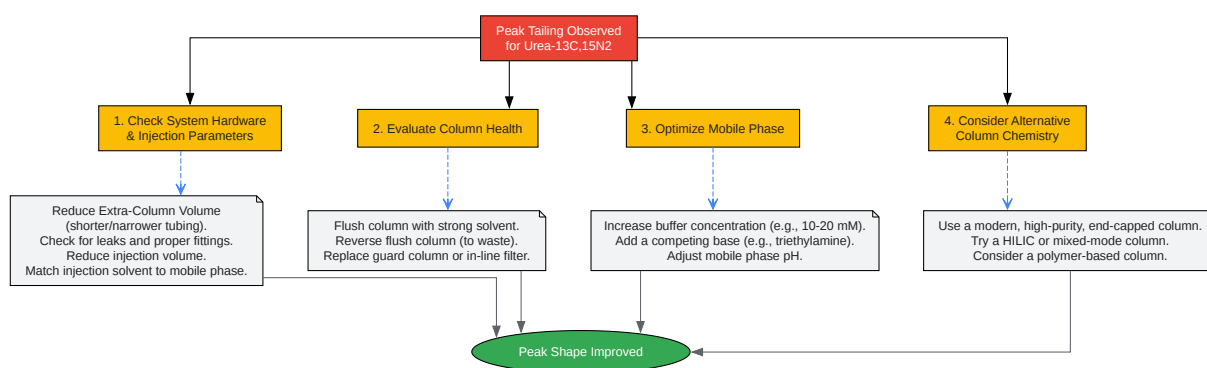 Peak Tailing Observed
for Urea-13C,15N2
1. Check System Hardware
& Injection Parameters
2. Evaluate Column Health
3. Optimize Mobile Phase
4. Consider Alternative
Column Chemistry
Reduce Extra-Column Volume
(shorter/narrower tubing).
Check for leaks and proper fittings.
Reduce injection volume.
Match injection solvent to mobile phase.
Flush column with strong solvent.
Reverse flush column (to waste).
Replace guard column or in-line filter.
Increase buffer concentration (e.g., 10-20 mM).
Add a competing base (e.g., triethylamine).
Adjust mobile phase pH.
Use a modern, high-purity, end-capped column.
Try a HILIC or mixed-mode column.
Consider a polymer-based column.
Peak Shape Improved